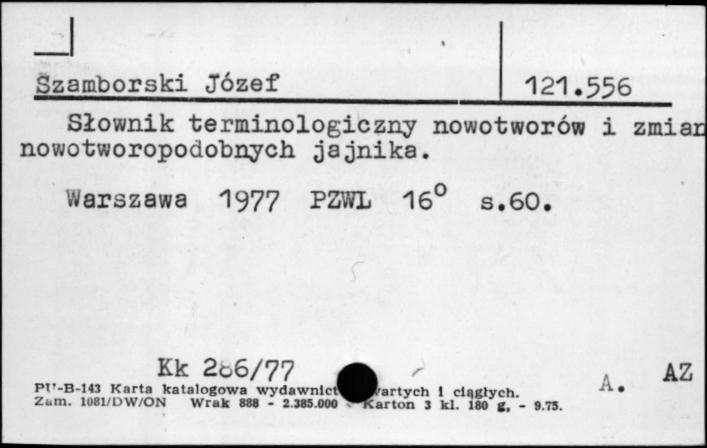 Szamborski Józef 121.556
Słownik terminologiczny nowotworów i zmian
nowotworopodobnych jajnika.
Warszawa 1977 PZWL 16° s.60.
Kk 286/77
A. AZ
PU-B-143 Karta katalogowa wydawnict wartych i ciągłych.
Zam. 1081/DW/ON Wrak 888 - 2.385.000 - Karton 3 kl. 180 g, - 9.75.